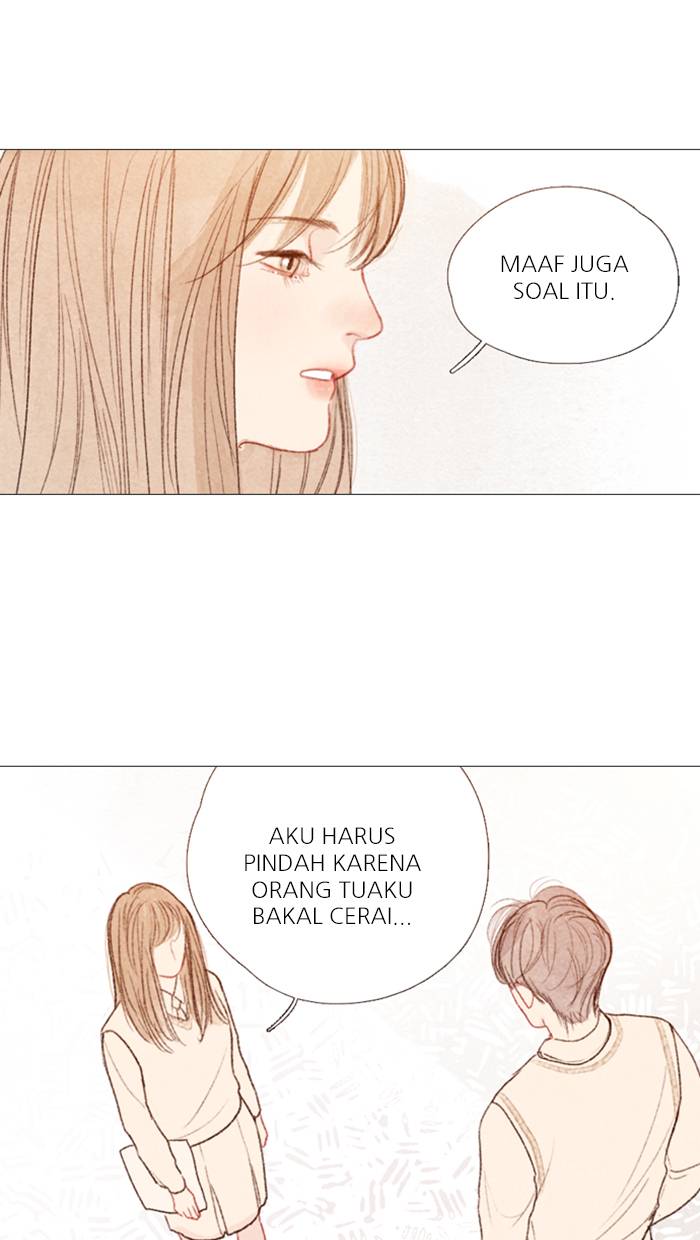 MAAF JUGA
SOAL ITU.
AKU HARUS
PINDAH KARENA
ORANG TUAKU
BAKAL CERAI...